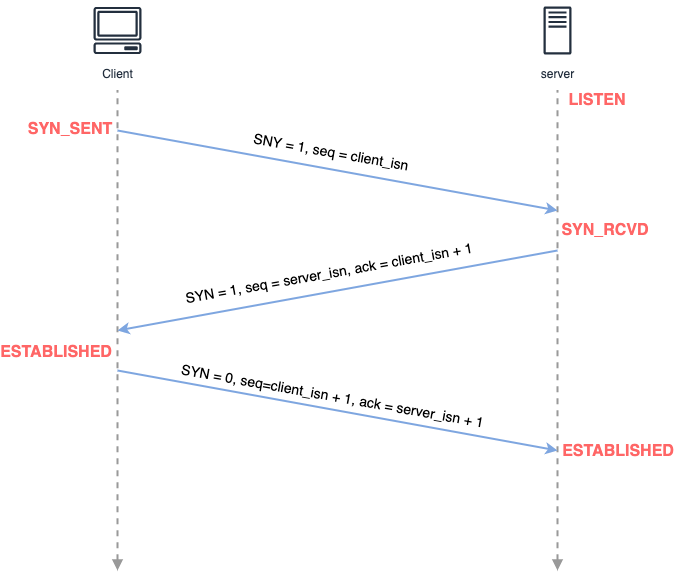 Client
server
LISTEN
SYN_SENT
SNY = 1, seq = client_isn
SYN_RCVD
SYN = 1, seq = server_isn, ack = client_isn + 1
ESTABLISHED
SYN = 0, seq=client_isn + 1, ack = server_isn + 1
ESTABLISHED